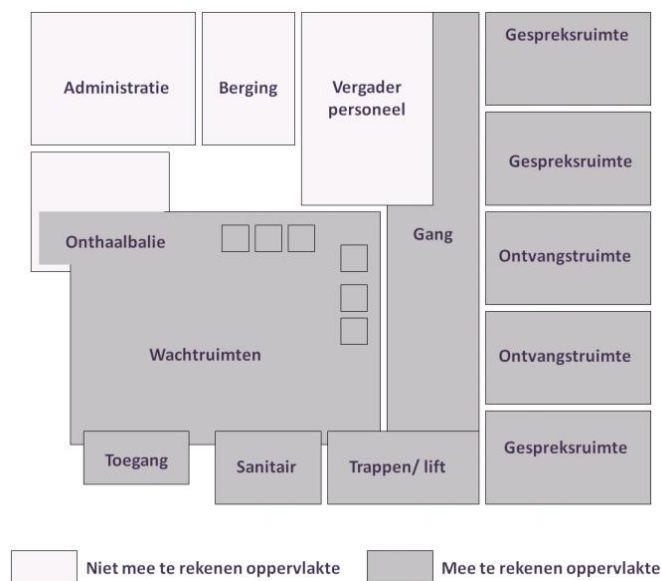 Administratie
Berging
Vergader
personeel
Gespreksruimte
Gespreksruimte
Onthaalbalie
Gang
Ontvangstruimte
Wachtruimten
Ontvangstruimte
Toegang
Sanitair
Trappen/ lift
Gespreksruimte
Niet mee te rekenen oppervlakte
Mee te rekenen oppervlakte